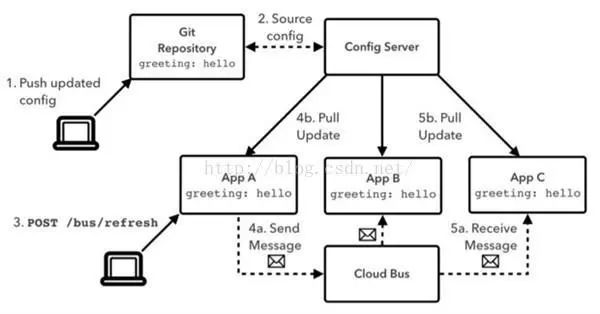 Git
Repository
greeting: hello
2. Source
config
Config Server
1. Push updated
config
4b. Pull
Update
5b. Pull
Update
http://blog.csdn.net/
App A
greeting: hello
App B
greeting: hello
App C
greeting: hello
3. POST /bus/refresh
4a. Send
Message
Cloud Bus
5a. Receive
Message